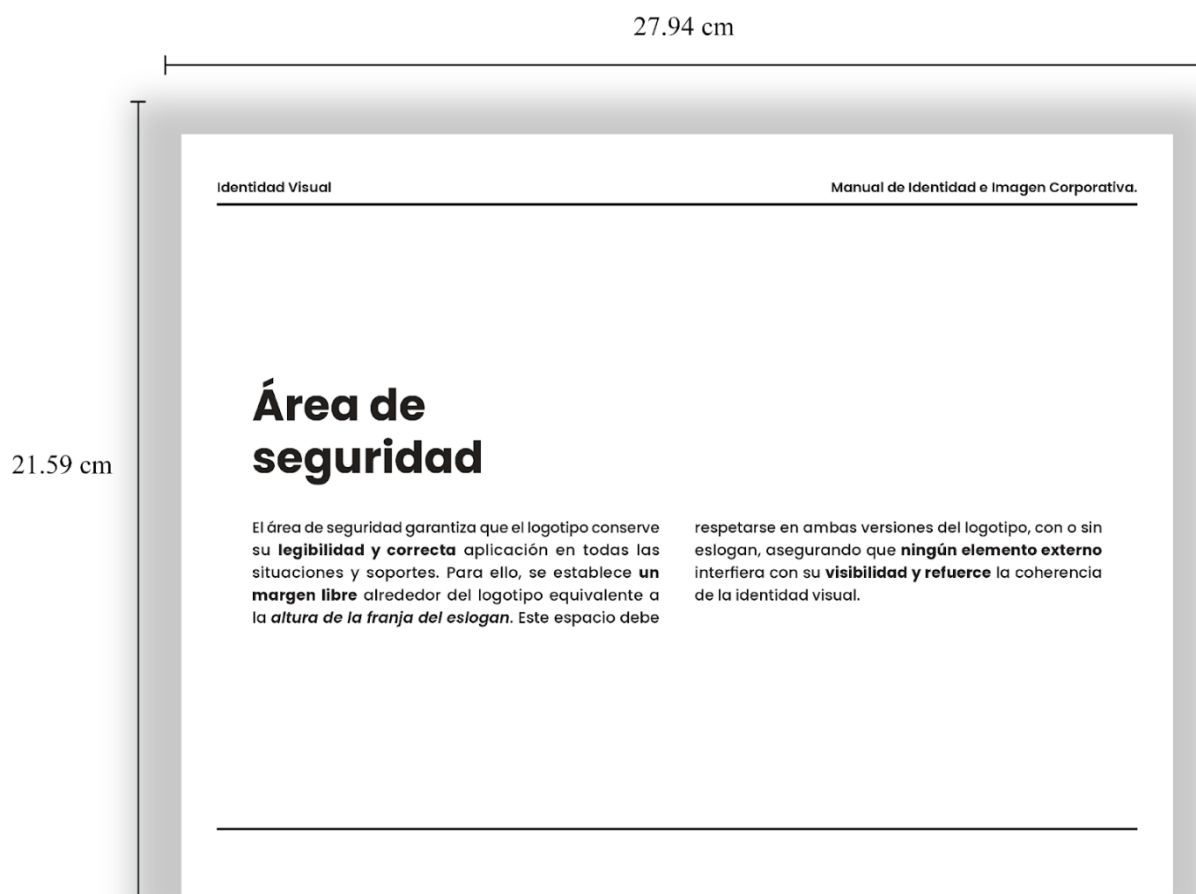 27.94 cm
21.59 cm
Identidad Visual
Manual de Identidad e Imagen Corporativa.
Área de
seguridad
El área de seguridad garantiza que el logotipo conserve
su legibilidad y correcta aplicación en todas las
situaciones y soportes. Para ello, se establece un
margen libre alrededor del logotipo equivalente a
la altura de la franja del eslogan. Este espacio debe
respetarse en ambas versiones del logotipo, con o sin
eslogan, asegurando que ningún elemento externo
interfiera con su visibilidad y refuerce la coherencia
de la identidad visual.